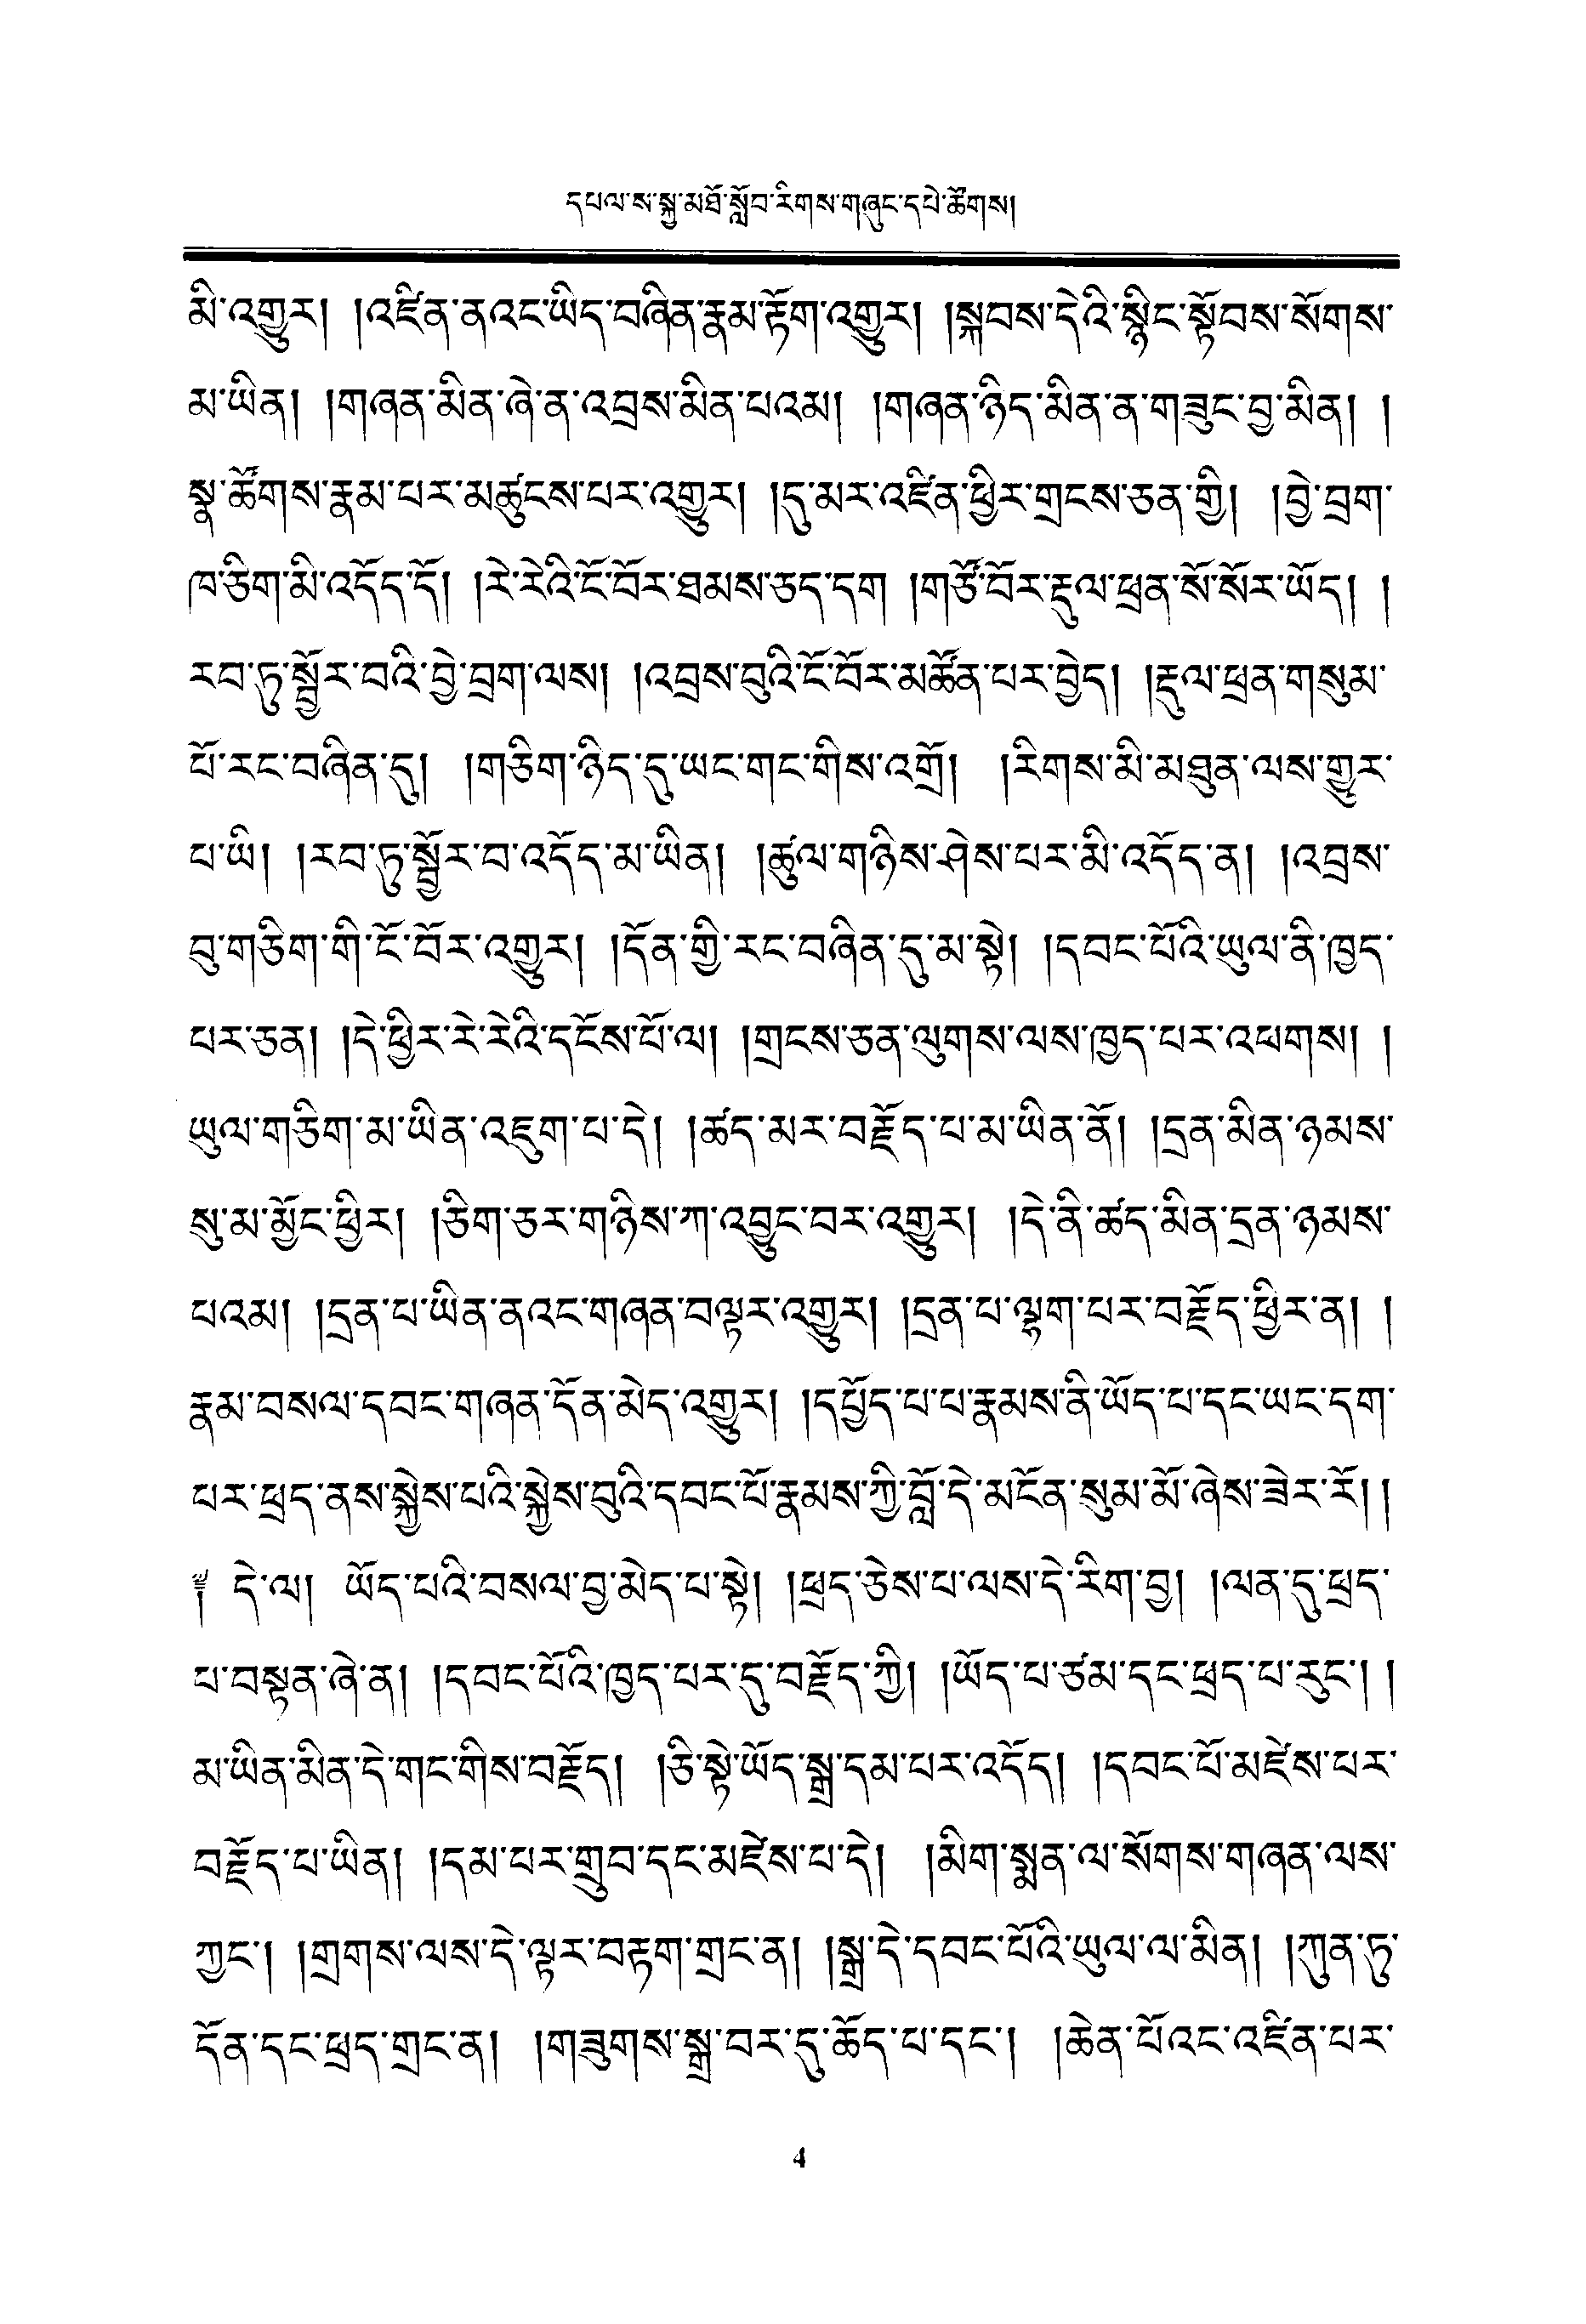 དཔལ་ས་སྐྱ་མཐོ་སློབ་རིགས་གཞུང་དཔེ་ཚོགས།
མི་འགྱུར། །འཛིན་ནའང་ཡིད་བཞིན་རྣམ་རྟོག་འགྱུར། །སྐབས་དེའི་སྙིང་སྟོབས་སོགས་
མ་ཡིན། །གཞན་མིན་ཞེ་ན་འབྲས་མིན་པའམ། །གཞན་ཉིད་མིན་ན་གཟུང་བྱ་མིན། །
སྣ་ཚོགས་རྣམ་པར་མཚུངས་པར་འགྱུར། །དུ་མར་འཛིན་ཕྱིར་གྲངས་ཅན་གྱི། །བྱེ་བྲག་
ཁ་ཅིག་མི་འདོད་དོ། །རེ་རེའི་ངོ་བོར་ཐམས་ཅད་དག །གཙོ་བོར་རྡུལ་ཕྲན་སོ་སོར་ཡོད། །
རབ་ཏུ་སྦྱོར་བའི་བྱེ་བྲག་ལས། །འབྲས་བུའི་ངོ་བོར་མཚོན་པར་བྱེད། །རྡུལ་ཕྲན་གསུམ་
པོ་རང་བཞིན་དུ། །གཅིག་ཉིད་དུ་ཡང་གང་གིས་འགྲོ། །རིགས་མི་མཐུན་ལས་གྱུར་
པ་ཡི། །རབ་ཏུ་སྦྱོར་བ་འདོད་མ་ཡིན། །ཚུལ་གཉིས་ཤེས་པར་མི་འདོད་ན། །འབྲས་
བུ་གཅིག་གི་ངོ་བོར་འགྱུར། །དོན་གྱི་རང་བཞིན་དུ་མ་སྟེ། །དབང་པོའི་ཡུལ་ནི་ཁྱད་
པར་ཅན། །དེ་ཕྱིར་རེ་རེའི་དངོས་པོ་ལ། །གྲངས་ཅན་ལུགས་ལས་ཁྱད་པར་འཕགས། །
ཡུལ་གཅིག་མ་ཡིན་འཇུག་པ་དེ། །ཚད་མར་བརྗོད་པ་མ་ཡིན་ནོ། །དྲན་མིན་ཉམས་
སུ་མ་མྱོང་ཕྱིར། །ཅིག་ཅར་གཉིས་ཀ་འབྱུང་བར་འགྱུར། །དེ་ནི་ཚད་མིན་དྲན་ཉམས་
པའམ། །དྲན་པ་ཡིན་ནའང་གཞན་བལྟར་འགྱུར། །དྲན་པ་ལྷག་པར་བརྗོད་ཕྱིར་ན། །
རྣམ་བསལ་དབང་གཞན་དོན་མེད་འགྱུར། །དཔྱོད་པ་པ་རྣམས་ནི་ཡོད་པ་དང་ཡང་དག་
པར་ཕྲད་ནས་སྐྱེས་པའི་སྐྱེས་བུའི་དབང་པོ་རྣམས་ཀྱི་བློ་དེ་མངོན་སུམ་མོ་ཞེས་ཟེར་རོ། །
༔ དེ་ལ། ཡོད་པའི་བསལ་བྱ་མེད་པ་སྟེ། །ཕྲད་ཅེས་པ་ལས་དེ་རིག་བྱ། །ལན་དུ་ཕྲད་
པ་བསྟན་ཞེ་ན། །དབང་པོའི་ཁྱད་པར་དུ་བརྗོད་ཀྱི། །ཡོད་པ་ཙམ་དང་ཕྲད་པ་རུང་། །
མ་ཡིན་མིན་དེ་གང་གིས་བརྗོད། །ཅི་སྟེ་ཡོད་སྒྲ་དམ་པར་འདོད། །དབང་པོ་མཛེས་པར་
བརྗོད་པ་ཡིན། །དམ་པར་གྲུབ་དང་མཛེས་པ་དེ། །མིག་སྨན་ལ་སོགས་གཞན་ལས་
ཀྱང་། །གྲགས་ལས་དེ་ལྟར་བརྟག་གྲང་ན། །སྒྲ་དེ་དབང་པོའི་ཡུལ་ལ་མིན། །ཀུན་ཏུ་
དོན་དང་ཕྲད་གྲང་ན། །གཟུགས་སྒྲ་བར་དུ་ཆོད་པ་དང་། །ཆེན་པོའང་འཛིན་པར་
4